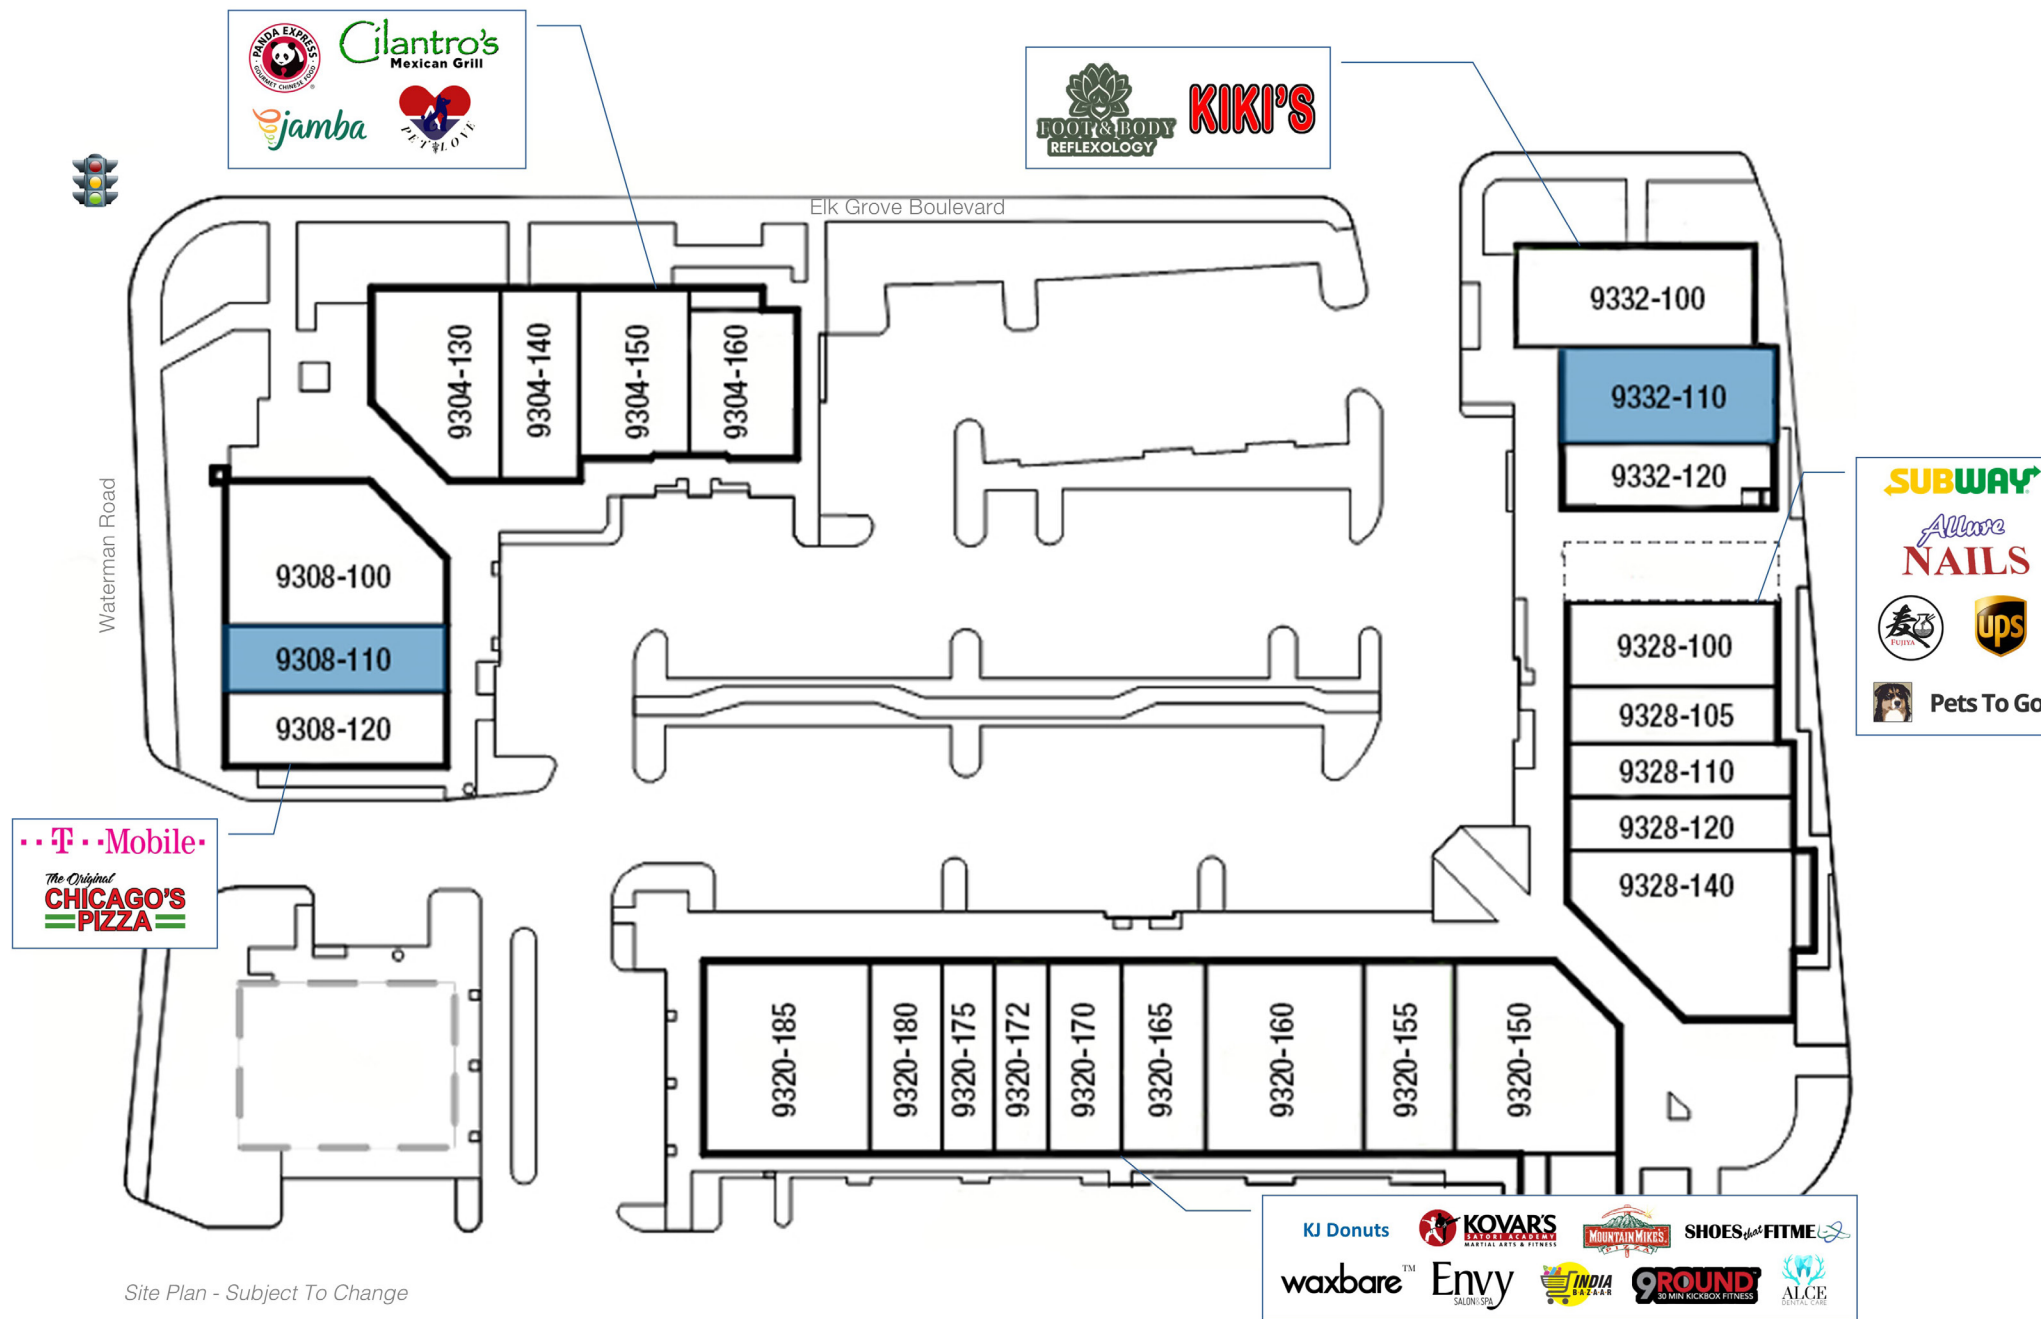 PANDA EXPRESS
GOURMET CHINESE FOOD
Cilantro's
Mexican Grill
jamba
PET LOVE
FOOT & BODY
REFLEXOLOGY
KIKI'S
Elk Grove Boulevard
Waterman Road
9304-130
9304-140
9304-150
9304-160
9332-100
9332-110
9332-120
9308-100
9308-110
9308-120
SUBWAY
Allure
NAILS
FUJIYA
ups
Pets To Go
9328-100
9328-105
9328-110
9328-120
9328-140
T Mobile
The Original
CHICAGO'S
PIZZA
9320-185
9320-180
9320-175
9320-172
9320-170
9320-165
9320-160
9320-155
9320-150
KJ Donuts
KOVAR'S
SATORI ACADEMY
MARTIAL ARTS & FITNESS
MOUNTAIN MIKE'S
PIZZA
SHOES that FIT ME
waxbare™
Envy
SALON & SPA
INDIA
BAZAAR
9ROUND
30 MIN KICKBOX FITNESS
ALCE
DENTAL CARE
Site Plan - Subject To Change